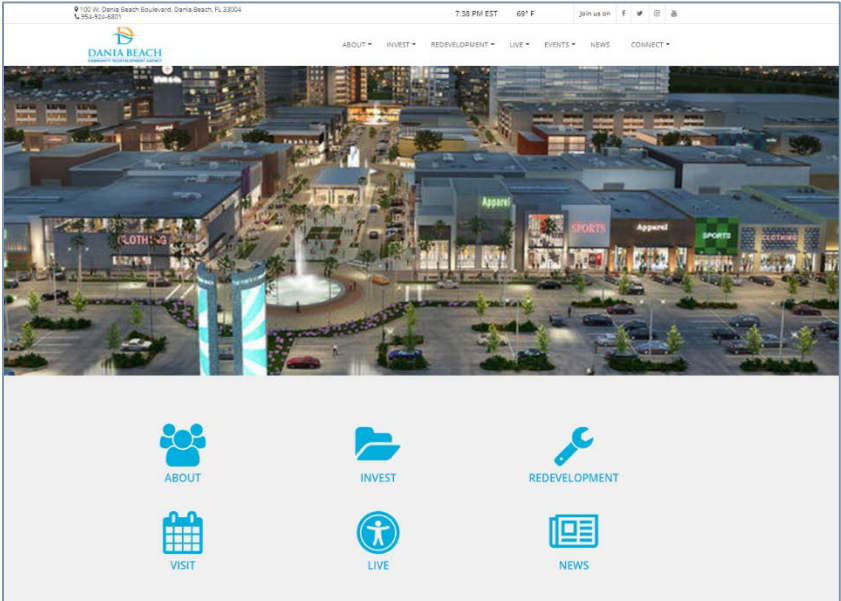 100 W. Dania Beach Boulevard, Dania Beach, FL 33004
954-924-6801
7:38 PM EST 69° F Join us on
DANIA BEACH
COMMUNITY REDEVELOPMENT AGENCY
ABOUT INVEST REDEVELOPMENT LIVE EVENTS NEWS CONNECT
Apparel
CLOTHING
SPORTS
Apparel
SPORTS
CLOTHING
ABOUT INVEST REDEVELOPMENT
VISIT LIVE NEWS